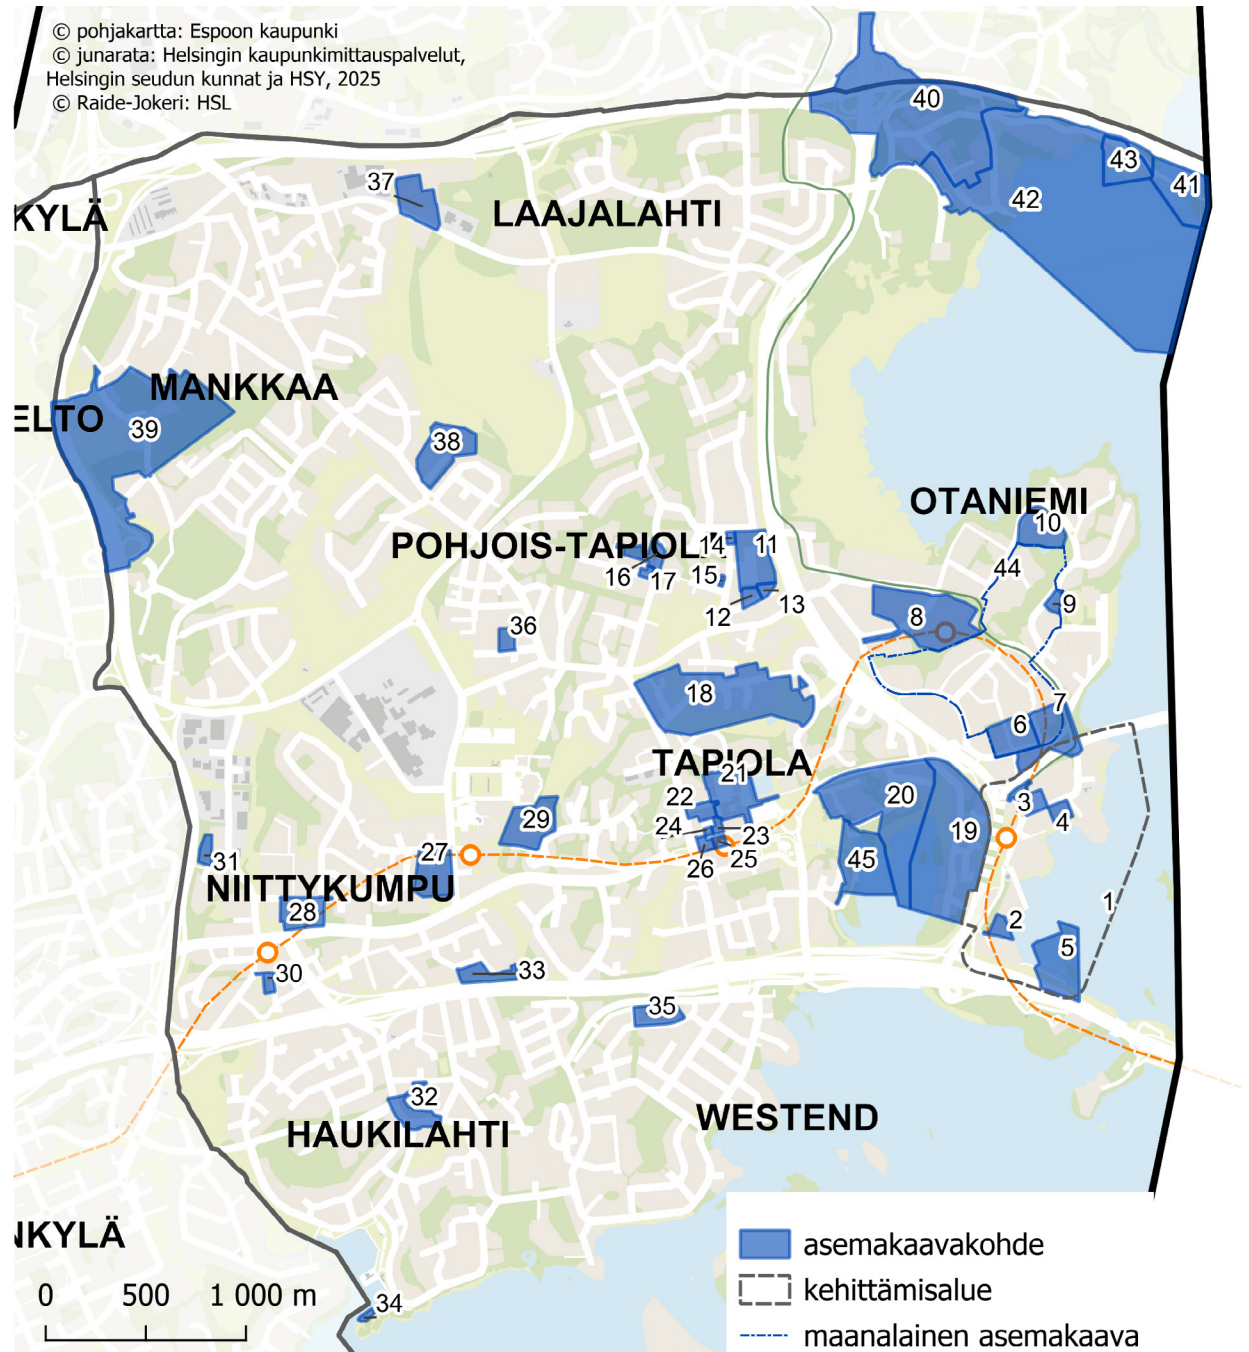 © pohjakartta: Espoon kaupunki
© junarata: Helsingin kaupunkimittauspalvelut,
Helsingin seudun kunnat ja HSY, 2025
© Raide-Jokeri: HSL
40
43
41
37
42
KYLÄ
LAAJALAHTI
MANKKAA
ELTO
39
38
OTANIEMI
10
POHJOIS-TAPIOLA
14
11
16
17
15
44
12
13
9
8
36
18
7
6
TAPIOLA
21
20
3
22
4
29
24
23
19
31
27
26
25
45
NIITTYKUMPU
28
1
2
5
30
33
35
32
HAUKILAHTI
WESTEND
NKYLÄ
asemakaavakohde
0 500 1 000 m
kehittämisalue
34
maanalainen asemakaava